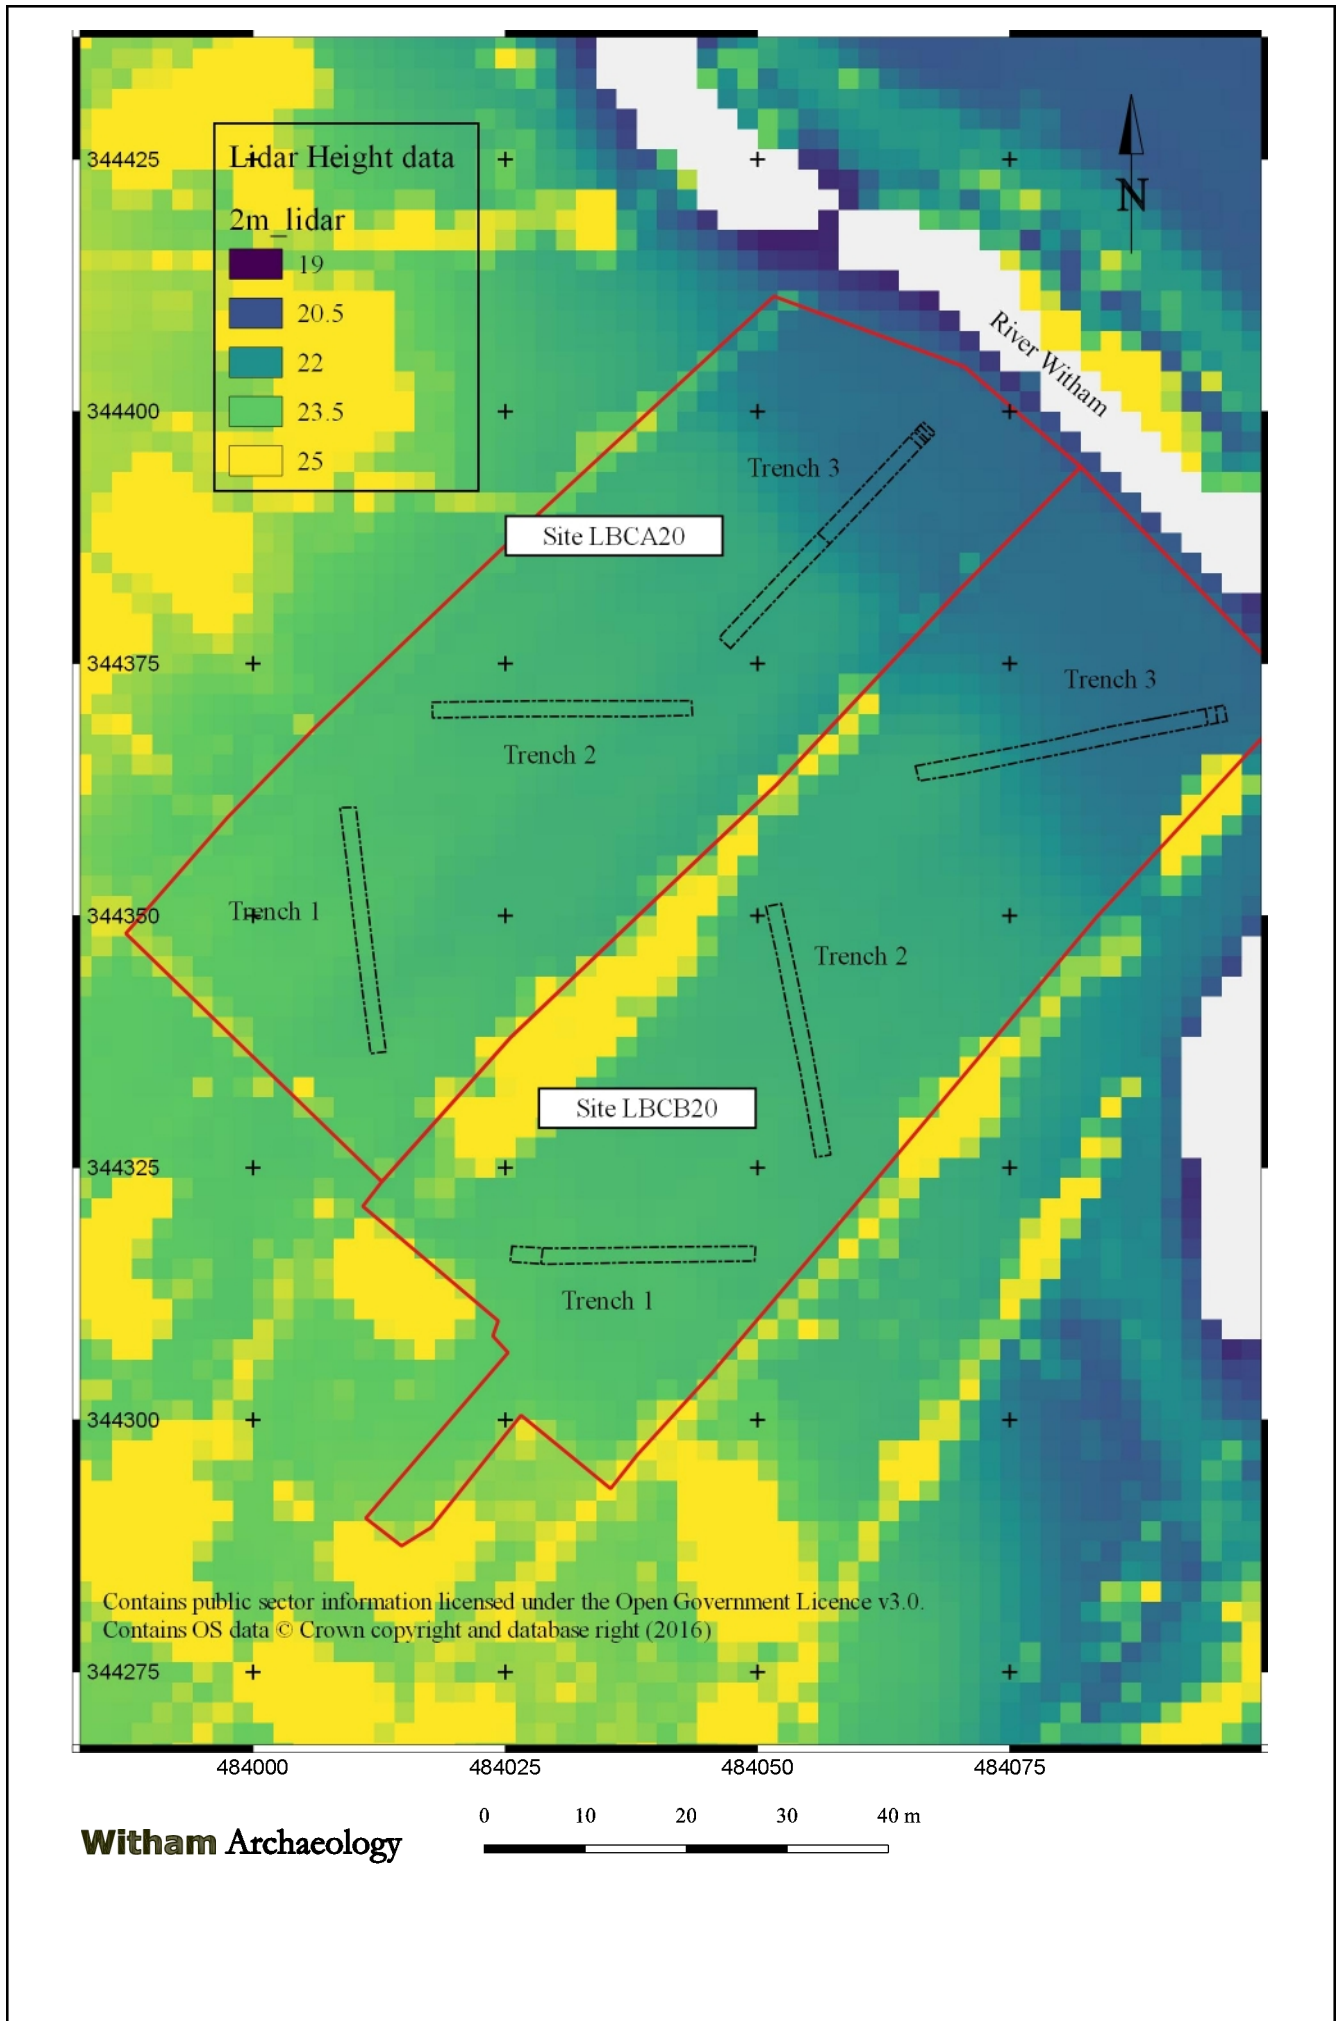 Lidar Height data
2m_lidar
19
20.5
22
23.5
25
N
River Witham
344425
344400
344375
344350
344325
344300
344275
Trench 3
Site LBCA20
Trench 3
Trench 2
Trench 1
Trench 2
Site LBCB20
Trench 1
Contains public sector information licensed under the Open Government Licence v3.0.
Contains OS data © Crown copyright and database right (2016)
484000 484025 484050 484075
0 10 20 30 40 m
Witham Archaeology